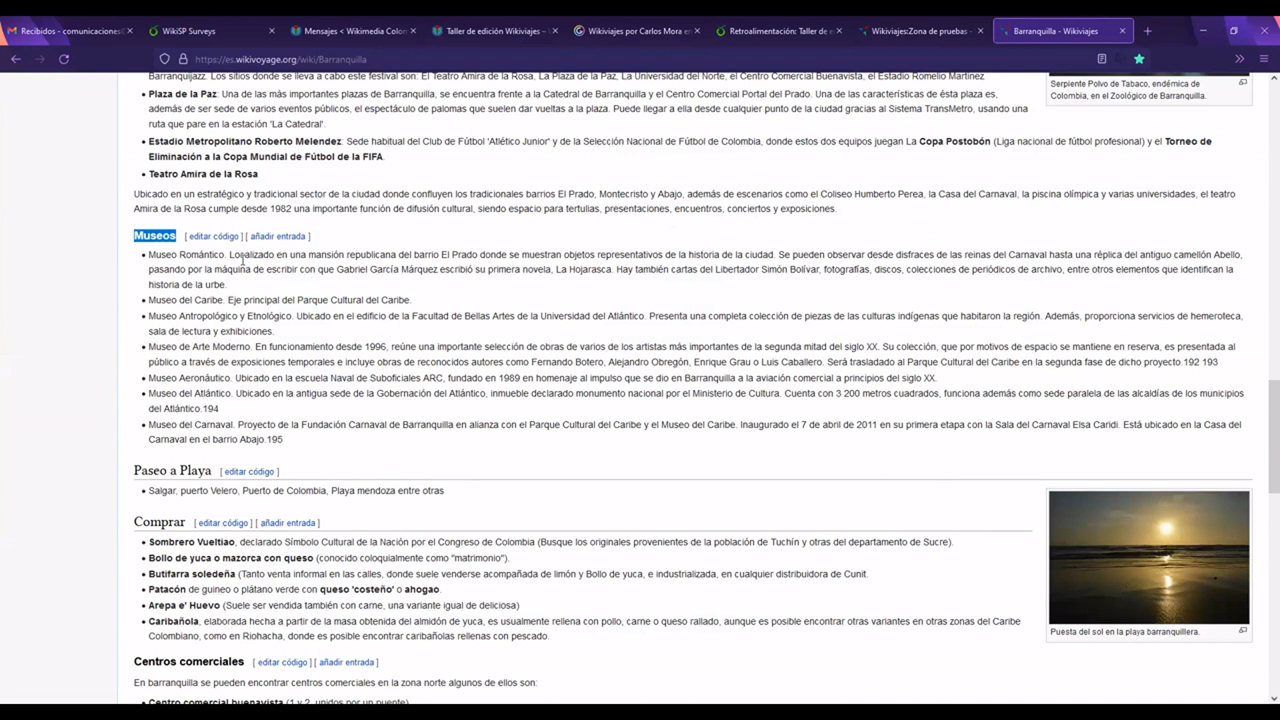 Recibidos - comunicaciones(
WikiSP Surveys
Mensajes < Wikimedia Colon
Taller de edición Wikiviajes –
Wikiviajes por Carlos Mora en
Retroalimentación: Taller de e
Wikiviajes:Zona de pruebas -
Barranquilla - Wikiviajes
https://es.wikivoyage.org/wiki/Barranquilla
Barranquijazz. Los sitios donde se lleva a cabo este festival son: El Teatro Amira de la Rosa, La Plaza de la Paz, La Universidad del Norte, el Centro Comercial Buenavista, el Estadio Romelio Martinez
Serpiente Polvo de Tabaco, endémica de
Colombia, en el Zoológico de Barranquilla.
Plaza de la Paz: Una de las más importantes plazas de Barranquilla, se encuentra frente a la Catedral de Barranquilla y el Centro Comercial Portal del Prado. Una de las características de ésta plaza es,
además de ser sede de varios eventos públicos, el espectáculo de palomas que suelen dar vueltas a la plaza. Puede llegar a ella desde cualquier punto de la ciudad gracias al Sistema TransMetro, usando una
ruta que pare en la estación 'La Catedral'.
Estadio Metropolitano Roberto Melendez: Sede habitual del Club de Fútbol 'Atlético Junior' y de la Selección Nacional de Fútbol de Colombia, donde estos dos equipos juegan La Copa Postobón (Liga nacional de fútbol profesional) y el Torneo de
Eliminación a la Copa Mundial de Fútbol de la FIFA.
Teatro Amira de la Rosa
Ubicado en un estratégico y tradicional sector de la ciudad donde confluyen los tradicionales barrios El Prado, Montecristo y Abajo, además de escenarios como el Coliseo Humberto Perea, la Casa del Carnaval, la piscina olímpica y varias universidades, el teatro
Amira de la Rosa cumple desde 1982 una importante función de difusión cultural, siendo espacio para tertulias, presentaciones, encuentros, conciertos y exposiciones.
Museos [ editar código ] [ añadir entrada ]
Museo Romántico. Localizado en una mansión republicana del barrio El Prado donde se muestran objetos representativos de la historia de la ciudad. Se pueden observar desde disfraces de las reinas del Carnaval hasta una réplica del antiguo camellón Abello,
pasando por la máquina de escribir con que Gabriel García Márquez escribió su primera novela, La Hojarasca. Hay también cartas del Libertador Simón Bolívar, fotografías, discos, colecciones de periódicos de archivo, entre otros elementos que identifican la
historia de la urbe.
Museo del Caribe. Eje principal del Parque Cultural del Caribe.
Museo Antropológico y Etnológico. Ubicado en el edificio de la Facultad de Bellas Artes de la Universidad del Atlántico. Presenta una completa colección de piezas de las culturas indígenas que habitaron la región. Además, proporciona servicios de hemeroteca,
sala de lectura y exhibiciones.
Museo de Arte Moderno. En funcionamiento desde 1996, reúne una importante selección de obras de varios de los artistas más importantes de la segunda mitad del siglo XX. Su colección, que por motivos de espacio se mantiene en reserva, es presentada al
público a través de exposiciones temporales e incluye obras de reconocidos autores como Fernando Botero, Alejandro Obregón, Enrique Grau o Luis Caballero. Será trasladado al Parque Cultural del Caribe en la segunda fase de dicho proyecto.192 193
Museo Aeronáutico. Ubicado en la escuela Naval de Suboficiales ARC, fundado en 1989 en homenaje al impulso que se dio en Barranquilla a la aviación comercial a principios del siglo XX.
Museo del Atlántico. Ubicado en la antigua sede de la Gobernación del Atlántico, inmueble declarado monumento nacional por el Ministerio de Cultura. Cuenta con 3 200 metros cuadrados, funciona además como sede paralela de las alcaldías de los municipios
del Atlántico.194
Museo del Carnaval. Proyecto de la Fundación Carnaval de Barranquilla en alianza con el Parque Cultural del Caribe y el Museo del Caribe. Inaugurado el 7 de abril de 2011 en su primera etapa con la Sala del Carnaval Elsa Caridi. Está ubicado en la Casa del
Carnaval en el barrio Abajo.195
Paseo a Playa [ editar código ]
Salgar, puerto Velero, Puerto de Colombia, Playa mendoza entre otras
Comprar [ editar código ] [ añadir entrada ]
Sombrero Vueltiao, declarado Símbolo Cultural de la Nación por el Congreso de Colombia (Busque los originales provenientes de la población de Tuchín y otras del departamento de Sucre).
Bollo de yuca o mazorca con queso (conocido coloquialmente como "matrimonio").
Butifarra soledeña (Tanto venta informal en las calles, donde suele venderse acompañada de limón y Bollo de yuca, e industrializada, en cualquier distribuidora de Cunit.
Patacón de guineo o plátano verde con queso 'costeño' o ahogao.
Arepa e' Huevo (Suele ser vendida también con carne, una variante igual de deliciosa)
Caribañola, elaborada hecha a partir de la masa obtenida del almidón de yuca, es usualmente rellena con pollo, carne o queso rallado, aunque es posible encontrar otras variantes en otras zonas del Caribe
Colombiano, como en Riohacha, donde es posible encontrar caribañolas rellenas con pescado.
Puesta del sol en la playa barranquillera.
Centros comerciales [ editar código ] [ añadir entrada ]
En barranquilla se pueden encontrar centros comerciales en la zona norte algunos de ellos son:
Centro comercial buenavista (1 y 2, unidos por un puente)